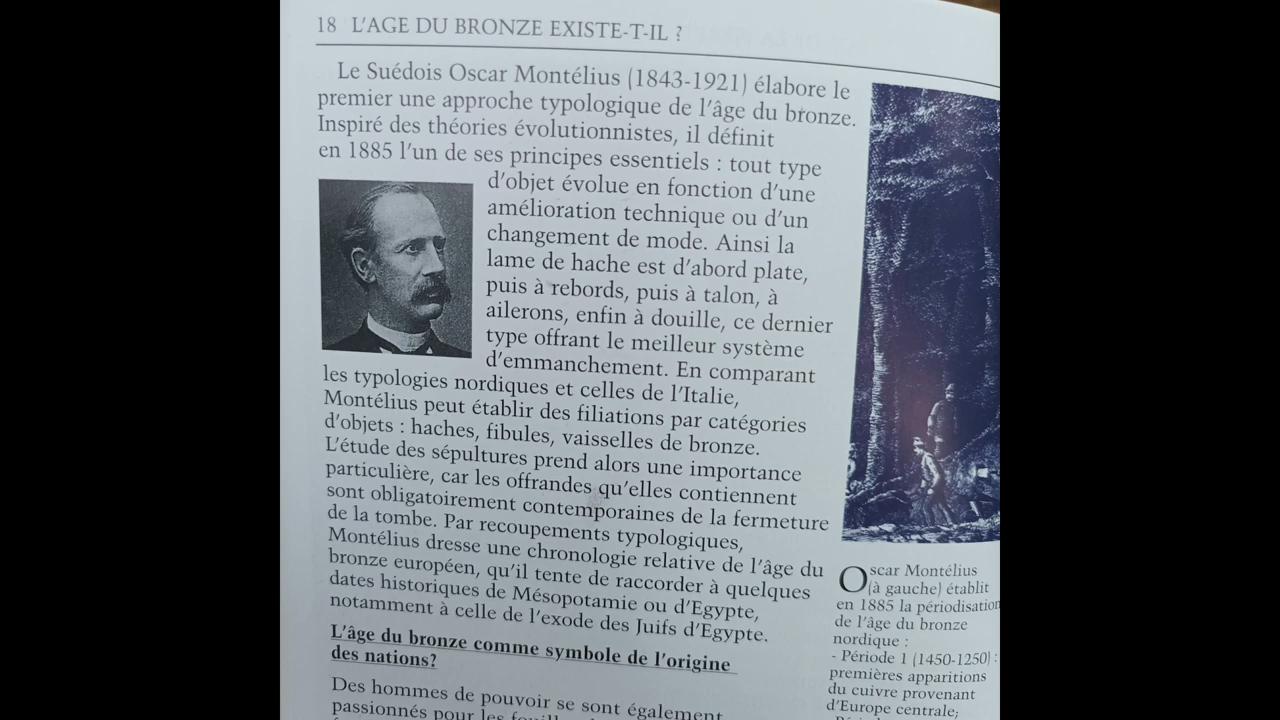 18 L'AGE DU BRONZE EXISTE-T-IL ?
Le Suédois Oscar Montélius (1843-1921) élabore le
premier une approche typologique de l'âge du bronze.
Inspiré des théories évolutionnistes, il définit
en 1885 l'un de ses principes essentiels : tout type
d'objet évolue en fonction d'une
amélioration technique ou d'un
changement de mode. Ainsi la
lame de hache est d'abord plate,
puis à rebords, puis à talon, à
ailerons, enfin à douille, ce dernier
type offrant le meilleur système
d'emmanchement. En comparant
les typologies nordiques et celles de l'Italie,
Montélius peut établir des filiations par catégories
d'objets : haches, fibules, vaisselles de bronze.
L'étude des sépultures prend alors une importance
particulière, car les offrandes qu'elles contiennent
sont obligatoirement contemporaines de la fermeture
de la tombe. Par recoupements typologiques,
Montélius dresse une chronologie relative de l'âge du
bronze européen, qu'il tente de raccorder à quelques
dates historiques de Mésopotamie ou d'Egypte,
notamment à celle de l'exode des Juifs d'Egypte.
L'âge du bronze comme symbole de l'origine
des nations?
Des hommes de pouvoir se sont également
passionnés pour les fouilles
Oscar Montélius
(à gauche) établit
en 1885 la périodisation
de l'âge du bronze
nordique :
- Période 1 (1450-1250) :
premières apparitions
du cuivre provenant
d'Europe centrale;